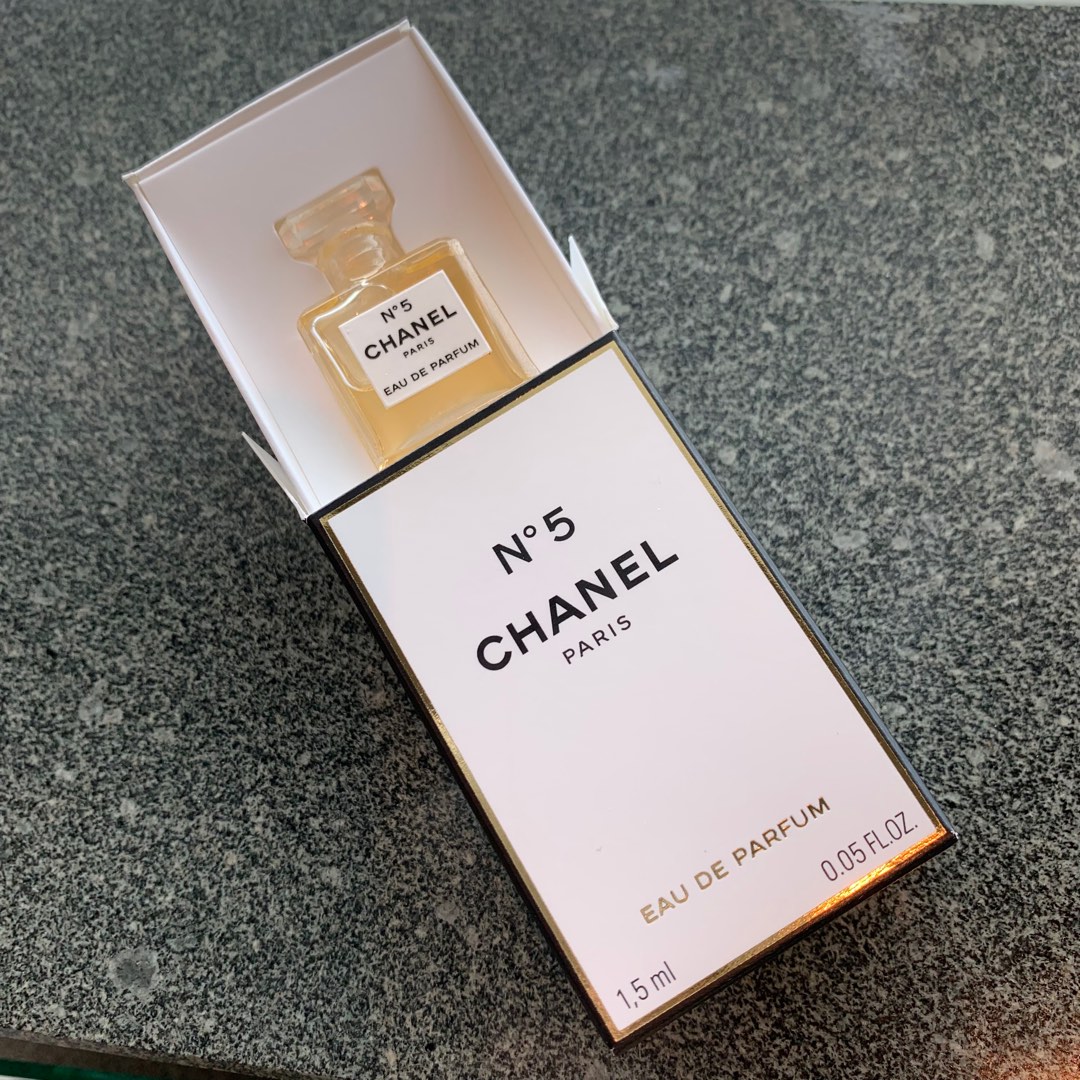 N°5
CHANEL
PARIS
EAU DE PARFUM
N°5
CHANEL
PARIS
EAU DE PARFUM
1,5 ml
0.05 FL.OZ.